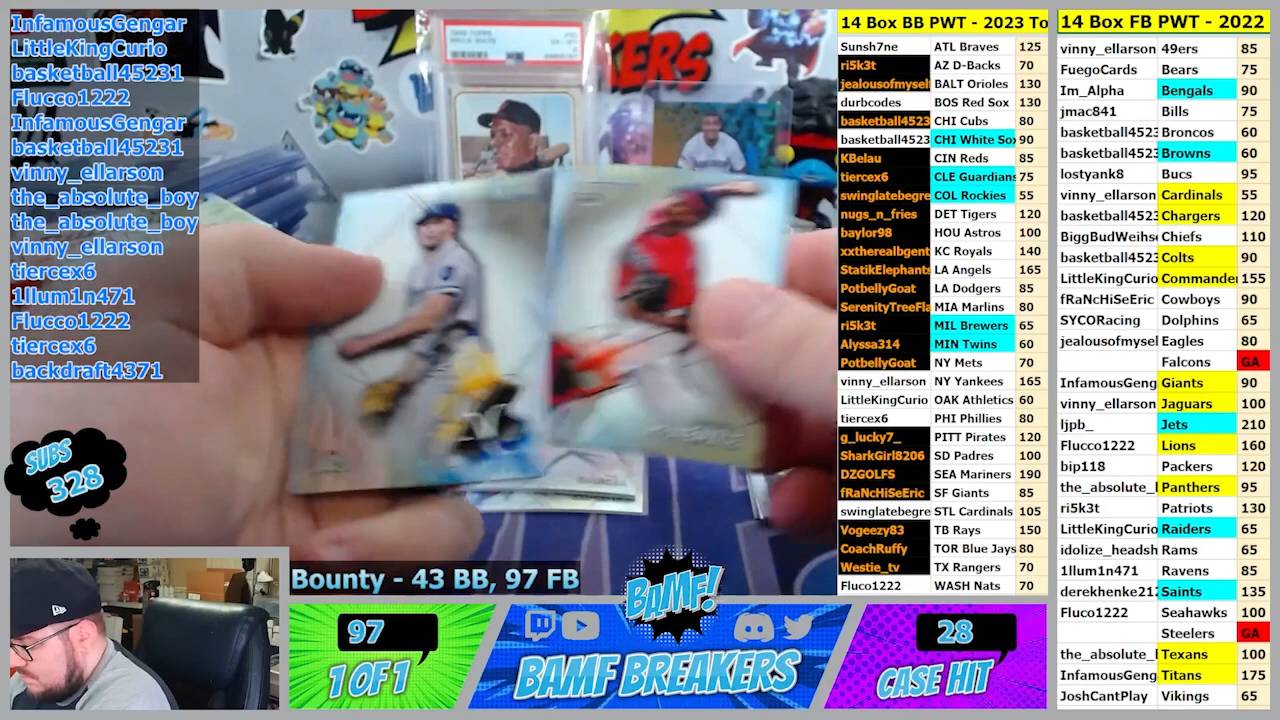 InfamousGengar
LittleKingCurio
basketball45231
Flucco1222
InfamousGengar
basketball45231
vinny_ellarson
the_absolute_boy
the_absolute_boy
vinny_ellarson
tiercex6
1llum1n471
Flucco1222
tiercex6
backdraft4371
SUBS
328
ERS
Bounty - 43 BB, 97 FB
97
1 OF 1
BAMF!
BAMF BREAKERS
28
CASE HIT
14 Box BB PWT - 2023 To
Sunsh7ne ATL Braves 125
ri5k3t AZ D-Backs 70
jealousofmysel BALT Orioles 130
durbcodes BOS Red Sox 130
basketball4523 CHI Cubs 80
basketball4523 CHI White Sox 90
KBelau CIN Reds 85
tiercex6 CLE Guardians 75
swinglatebegre COL Rockies 55
nugs_n_fries DET Tigers 120
baylor98 HOU Astros 100
xxtherealbgent KC Royals 140
StatikElephants LA Angels 165
PotbellyGoat LA Dodgers 85
SerenityTreeFla MIA Marlins 80
ri5k3t MIL Brewers 65
Alyssa314 MIN Twins 60
PotbellyGoat NY Mets 70
vinny_ellarson NY Yankees 165
LittleKingCurio OAK Athletics 60
tiercex6 PHI Phillies 80
g_lucky7_ PITT Pirates 120
SharkGirl8206 SD Padres 100
DZGOLFS SEA Mariners 190
fRaNcHiSeEric SF Giants 85
swinglatebegre STL Cardinals 105
Vogeezy83 TB Rays 150
CoachRuffy TOR Blue Jays 80
Westie_tv TX Rangers 70
Fluco1222 WASH Nats 70
14 Box FB PWT - 2022
vinny_ellarson 49ers 85
FuegoCards Bears 75
Im_Alpha Bengals 90
jmac841 Bills 75
basketball4523 Broncos 60
basketball4523 Browns 60
lostyank8 Bucs 95
vinny_ellarson Cardinals 55
basketball4523 Chargers 120
BiggBudWeihs Chiefs 110
basketball4523 Colts 90
LittleKingCurio Commander 155
fRaNcHiSeEric Cowboys 90
SYCORacing Dolphins 65
jealousofmysel Eagles 80
Falcons GA
InfamousGeng Giants 90
vinny_ellarson Jaguars 100
ljpb_ Jets 210
Flucco1222 Lions 160
bip118 Packers 120
the_absolute_l Panthers 95
ri5k3t Patriots 130
LittleKingCurio Raiders 65
idolize_headsh Rams 65
1llum1n471 Ravens 85
derekhenke212 Saints 135
Fluco1222 Seahawks 100
Steelers GA
the_absolute_l Texans 100
InfamousGeng Titans 175
JoshCantPlay Vikings 65